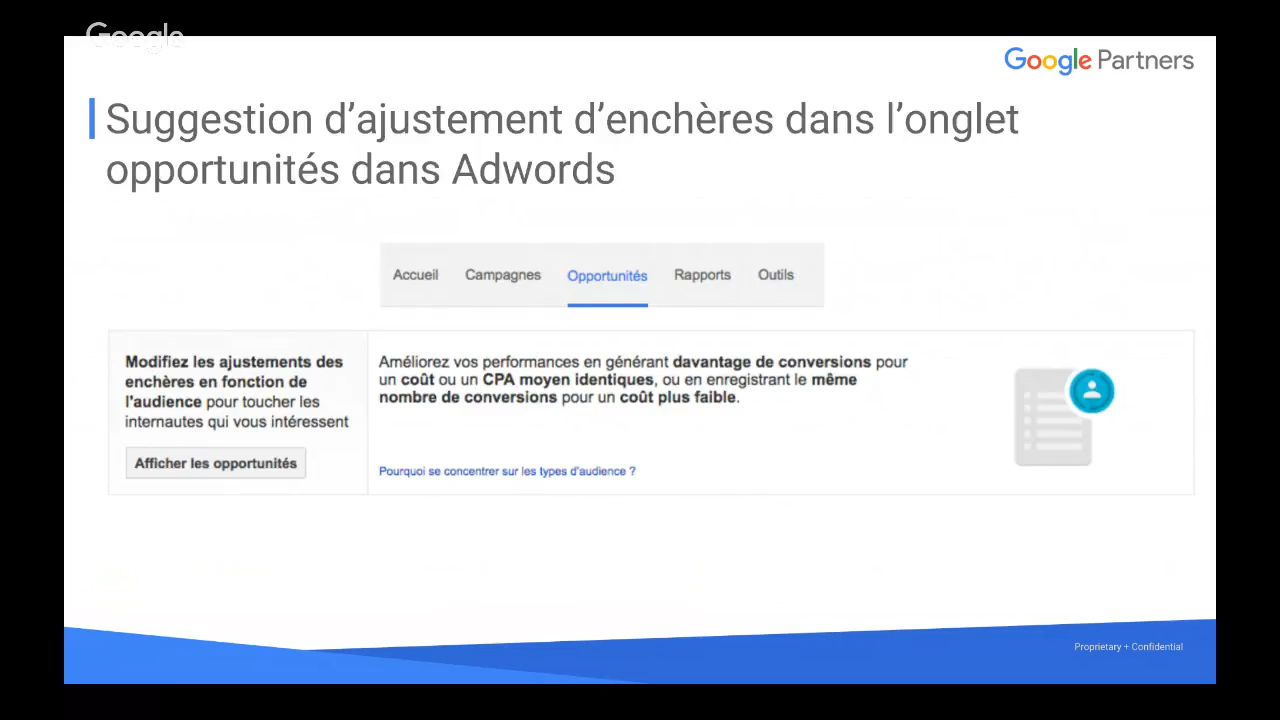 Google
Google Partners
Suggestion d’ajustement d’enchères dans l’onglet
opportunités dans Adwords
Accueil Campagnes Opportunités Rapports Outils
Modifiez les ajustements des
enchères en fonction de
l'audience pour toucher les
internautes qui vous intéressent
Afficher les opportunités
Améliorez vos performances en générant davantage de conversions pour
un coût ou un CPA moyen identiques, ou en enregistrant le même
nombre de conversions pour un coût plus faible.
Pourquoi se concentrer sur les types d'audience ?
Proprietary + Confidential